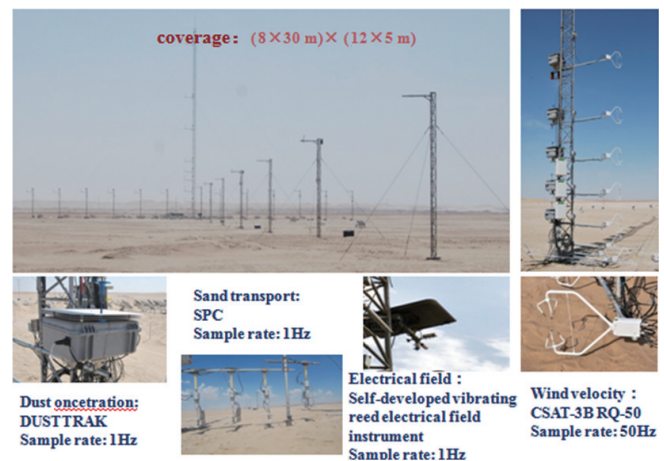 coverage: (8×30 m)× (12×5 m)
Dust oncetration:
DUSTTRAK
Sample rate: 1Hz
Sand transport:
SPC
Sample rate: 1Hz
Electrical field：
Self-developed vibrating
reed electrical field
instrument
Sample rate: 1Hz
Wind velocity：
CSAT-3B RQ-50
Sample rate: 50Hz